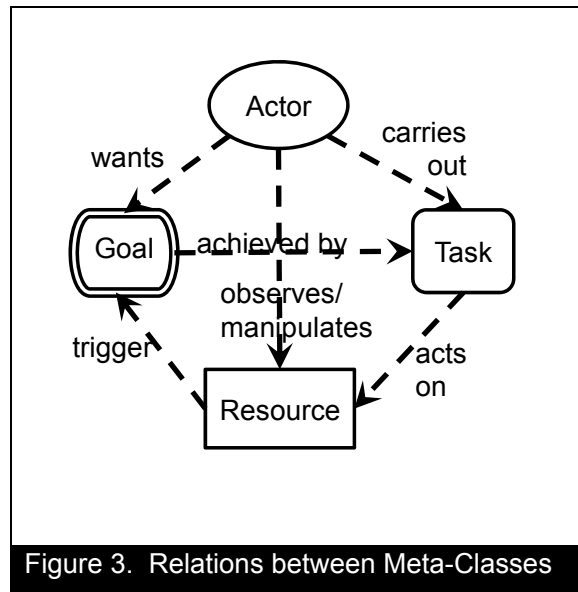 Actor
carries
out
wants
Goal
achieved by
Task
observes/
manipulates
trigger
acts
on
Resource
Figure 3.  Relations between Meta-Classes